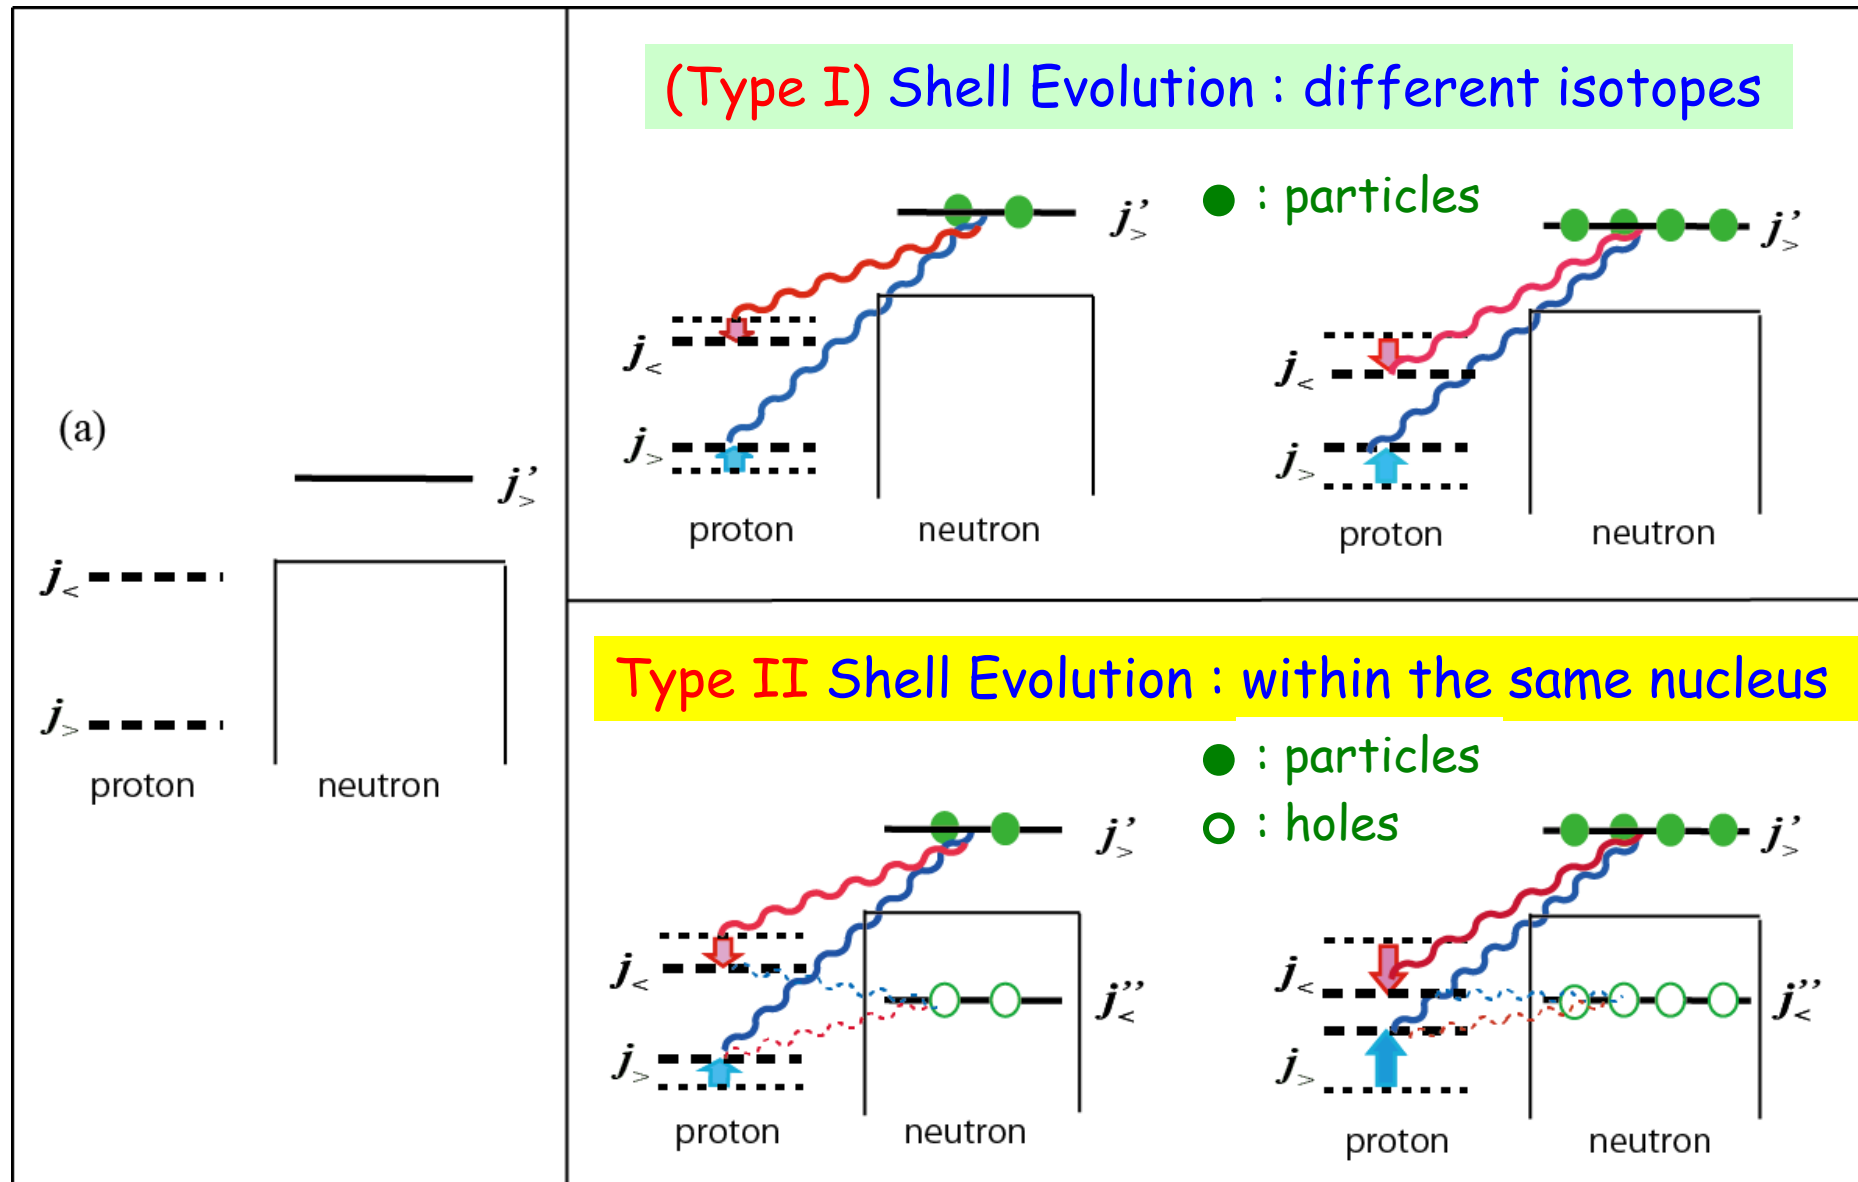 (a)
j'>
j<
j>
proton neutron
(Type I) Shell Evolution : different isotopes
● : particles
j'>
j<
j>
proton neutron
j'>
j<
j>
proton neutron
Type II Shell Evolution : within the same nucleus
● : particles
○ : holes
j'>
j<
j''<
j>
proton neutron
j'>
j<
j''<
j>
proton neutron